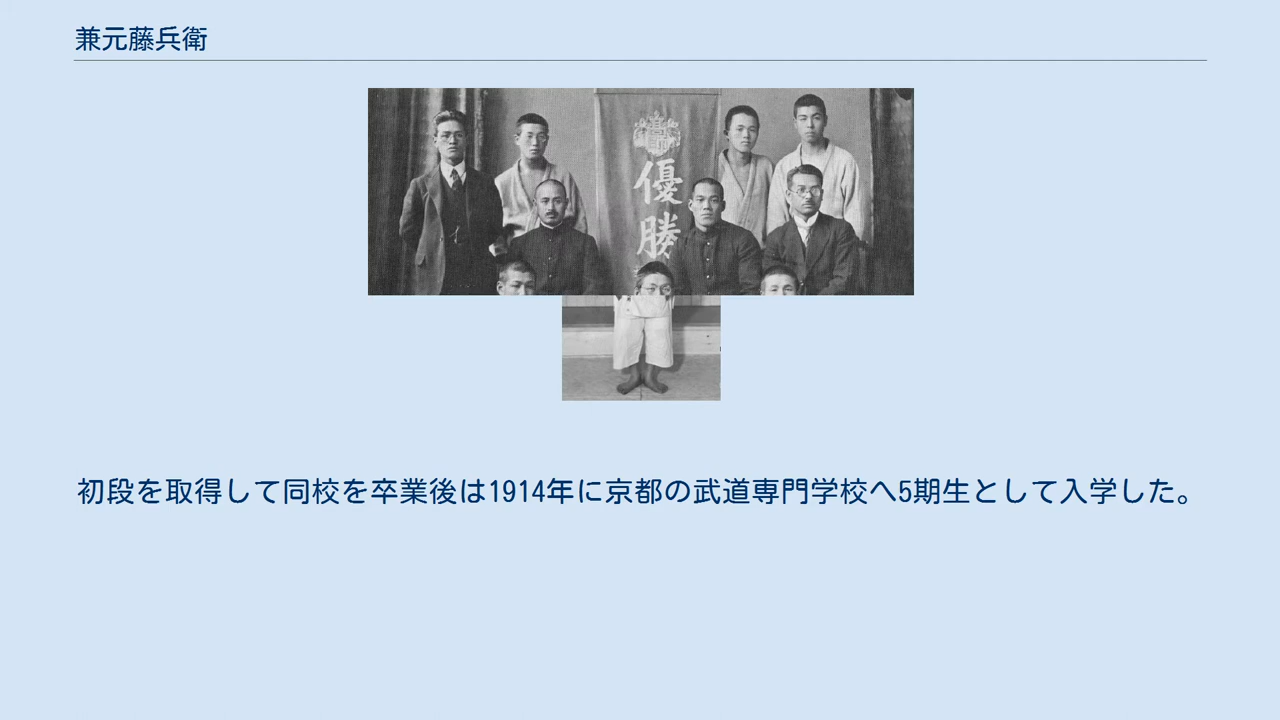 兼元藤兵衛
優勝
初段を取得して同校を卒業後は1914年に京都の武道専門学校へ5期生として入学した。